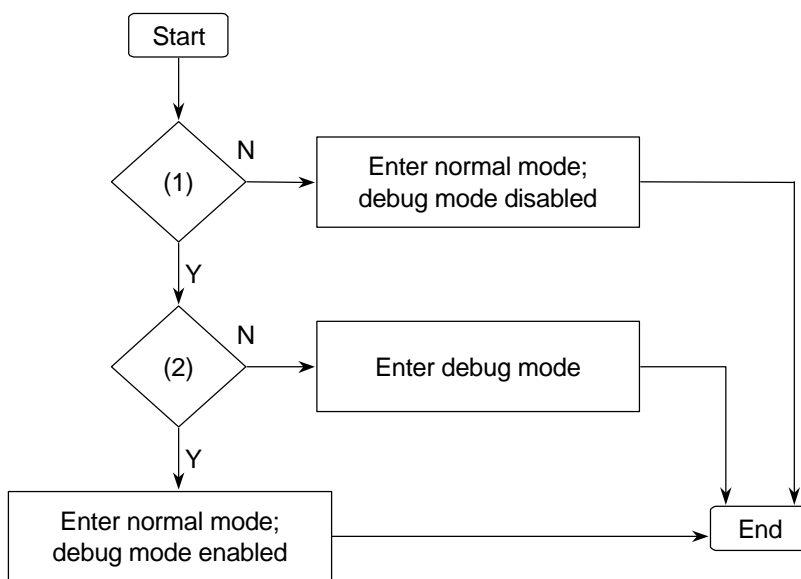 Start
(1)
N
Enter normal mode;
debug mode disabled
Y
(2)
N
Enter debug mode
Y
Enter normal mode;
debug mode enabled
End